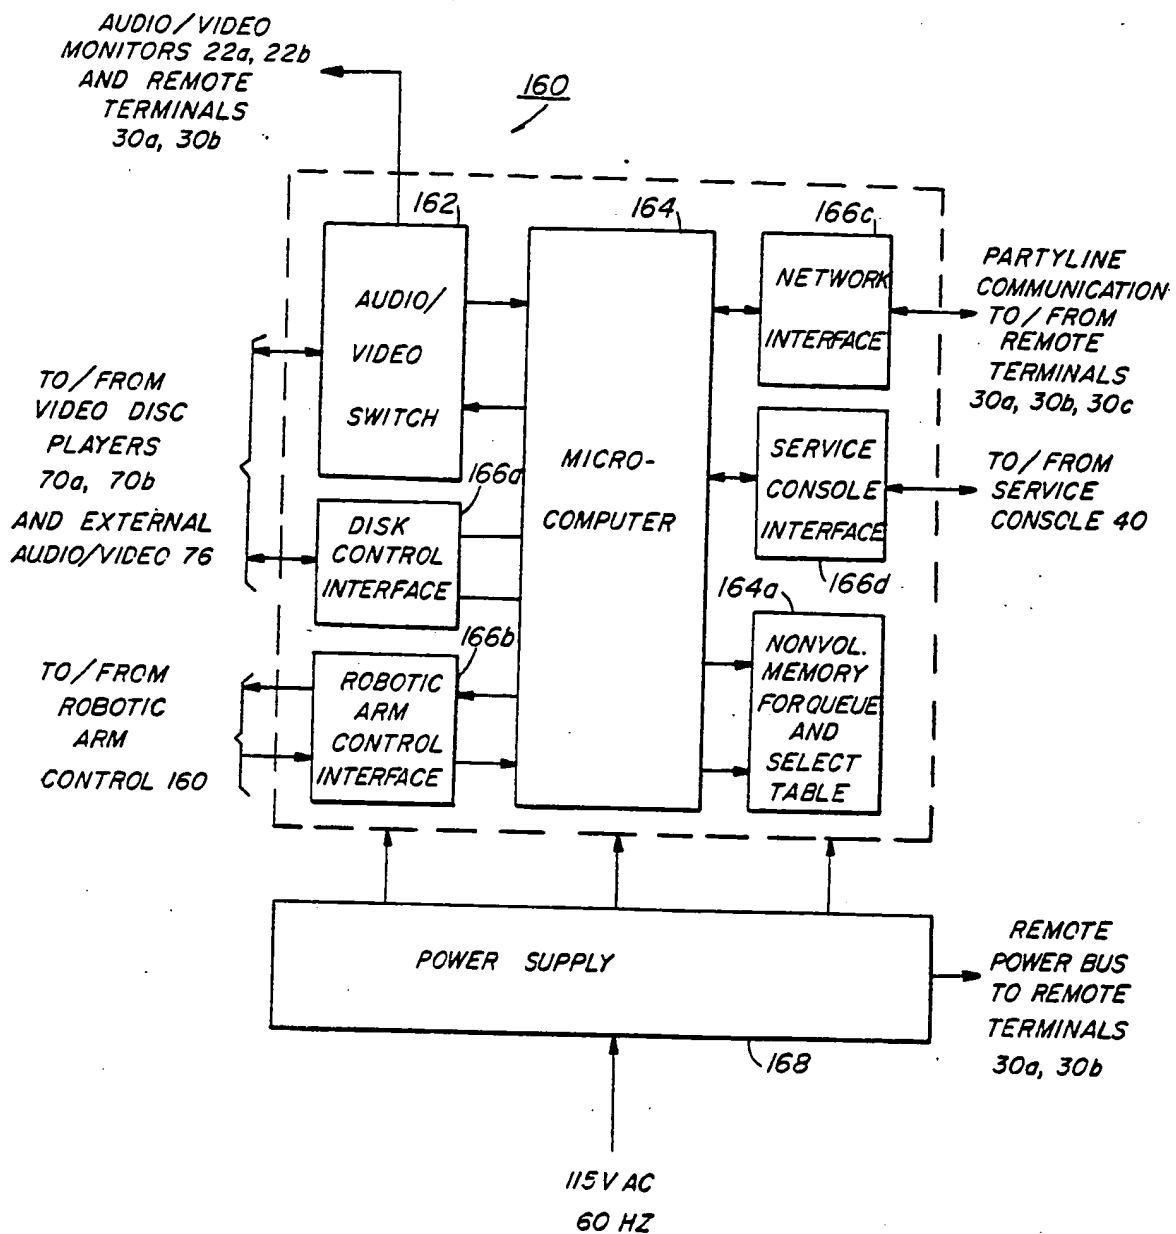 AUDIO/VIDEO
MONITORS 22a, 22b
AND REMOTE
TERMINALS
30a, 30b
160
162
AUDIO/
VIDEO
SWITCH
164
MICRO-
COMPUTER
166c
NETWORK
INTERFACE
PARTYLINE
COMMUNICATION
TO/FROM
REMOTE
TERMINALS
30a, 30b, 30c
TO/FROM
VIDEO DISC
PLAYERS
70a, 70b
AND EXTERNAL
AUDIO/VIDEO 76
166a
DISK
CONTROL
INTERFACE
SERVICE
CONSOLE
INTERFACE
166d
TO/FROM
SERVICE
CONSOLE 40
TO/FROM
ROBOTIC
ARM
CONTROL 160
166b
ROBOTIC
ARM
CONTROL
INTERFACE
164a
NONVOL.
MEMORY
FOR QUEUE
AND
SELECT
TABLE
POWER SUPPLY
168
REMOTE
POWER BUS
TO REMOTE
TERMINALS
30a, 30b
115 V AC
60 HZ